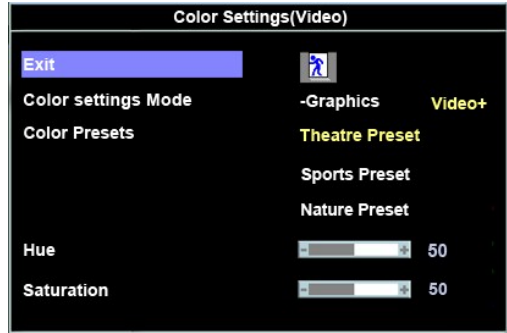 Color Settings(Video)
Exit
Color settings Mode -Graphics Video+
Color Presets Theatre Preset
Sports Preset
Nature Preset
Hue - + 50
Saturation - + 50